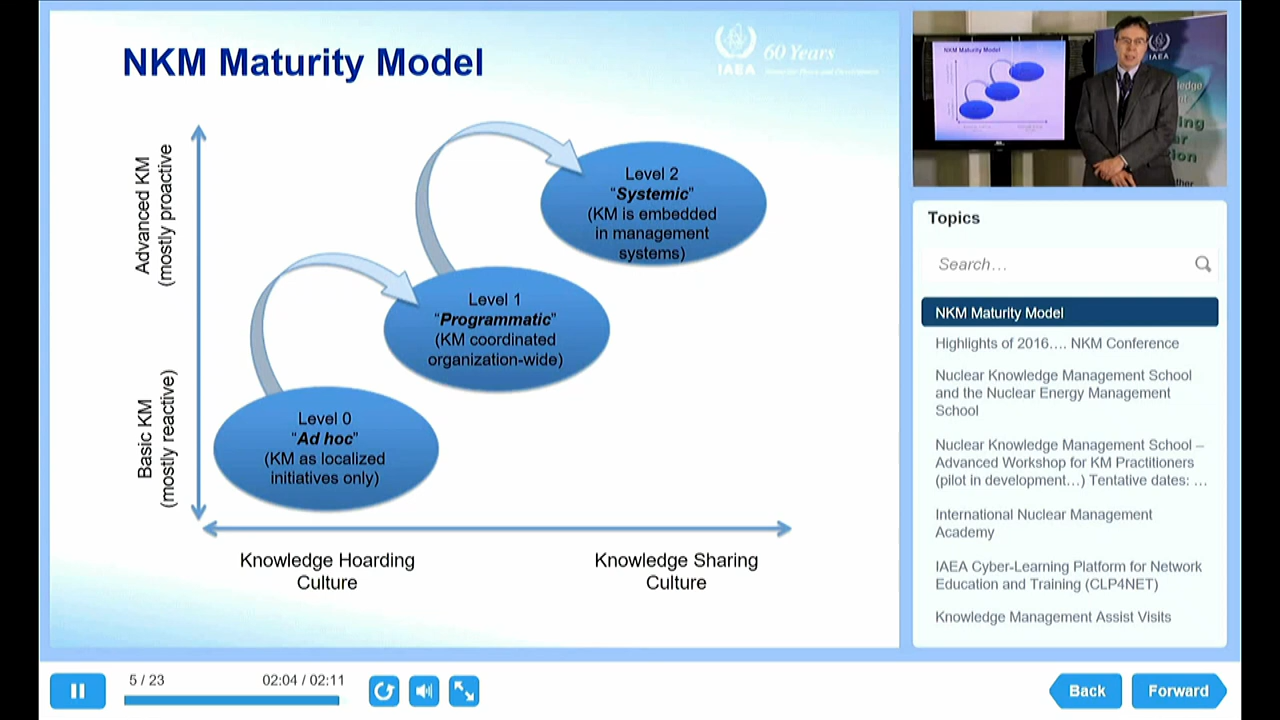 NKM Maturity Model
IAEA
60 Years
Advanced KM
(mostly proactive
Basic KM
(mostly reactive)
Level 2
"Systemic"
(KM is embedded
in management
systems)
Level 1
"Programmatic"
(KM coordinated
organization-wide)
Level 0
"Ad hoc"
(KM as localized
initiatives only)
Knowledge Hoarding
Culture
Knowledge Sharing
Culture
NKM Maturity Model
IAEA
Topics
Search...
NKM Maturity Model
Highlights of 2016.... NKM Conference
Nuclear Knowledge Management School
and the Nuclear Energy Management
School
Nuclear Knowledge Management School –
Advanced Workshop for KM Practitioners
(pilot in development...) Tentative dates: ...
International Nuclear Management
Academy
IAEA Cyber-Learning Platform for Network
Education and Training (CLP4NET)
Knowledge Management Assist Visits
5 / 23
02:04 / 02:11
Back
Forward